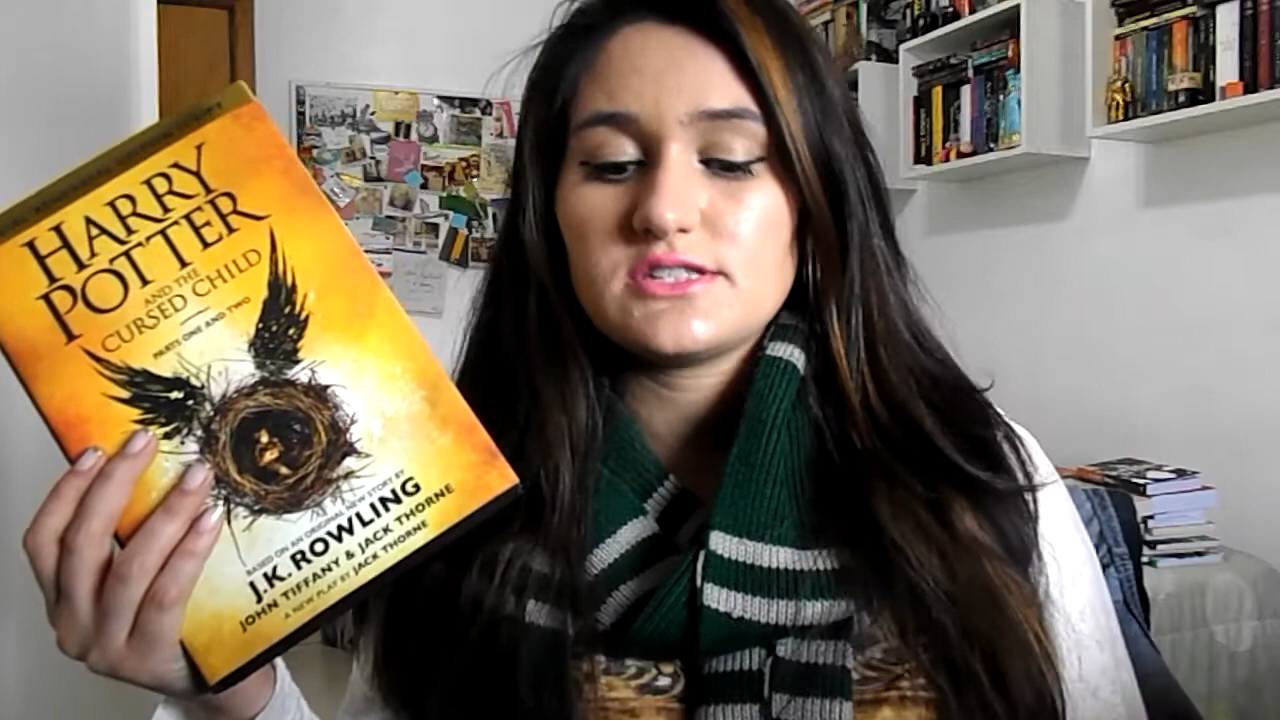 HARRY
POTTER
AND THE
CURSED CHILD
PARTS ONE AND TWO
BASED ON AN ORIGINAL NEW STORY BY
J.K. ROWLING
JOHN TIFFANY & JACK THORNE
A NEW PLAY BY JACK THORNE